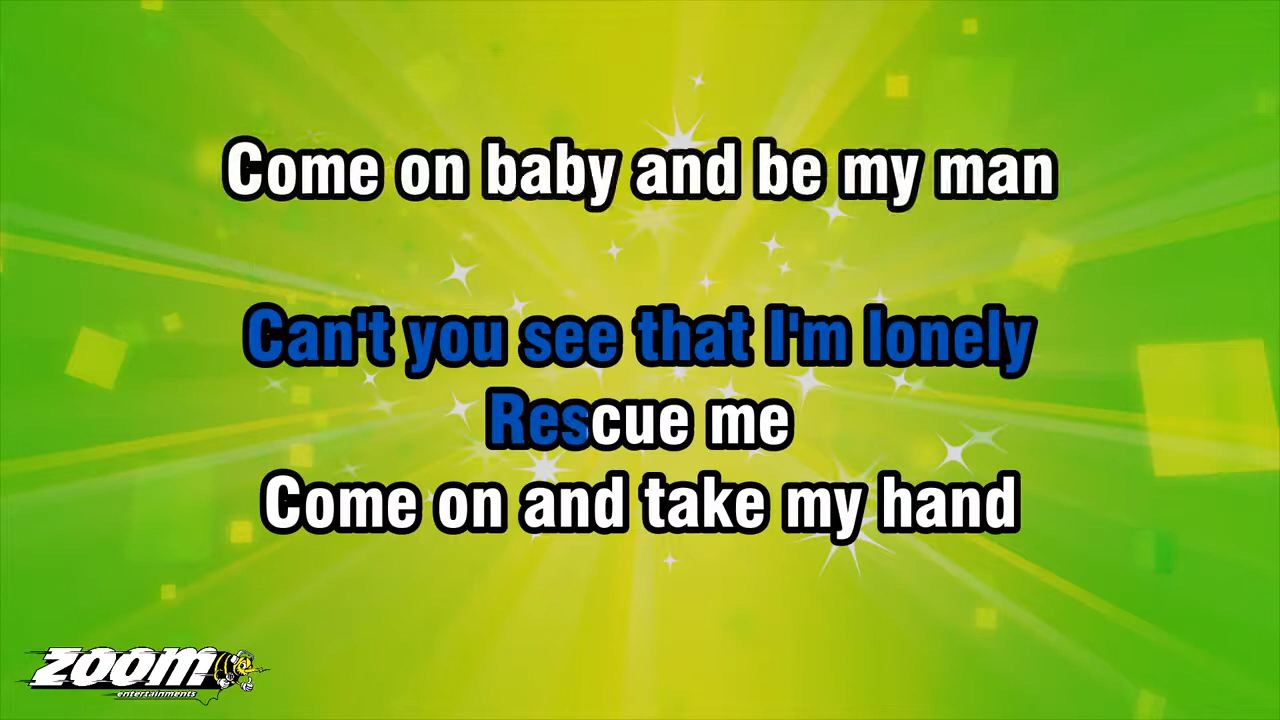 Come on baby and be my man
Can't you see that I'm lonely
Rescue me
Come on and take my hand
ZOOM
entertainments